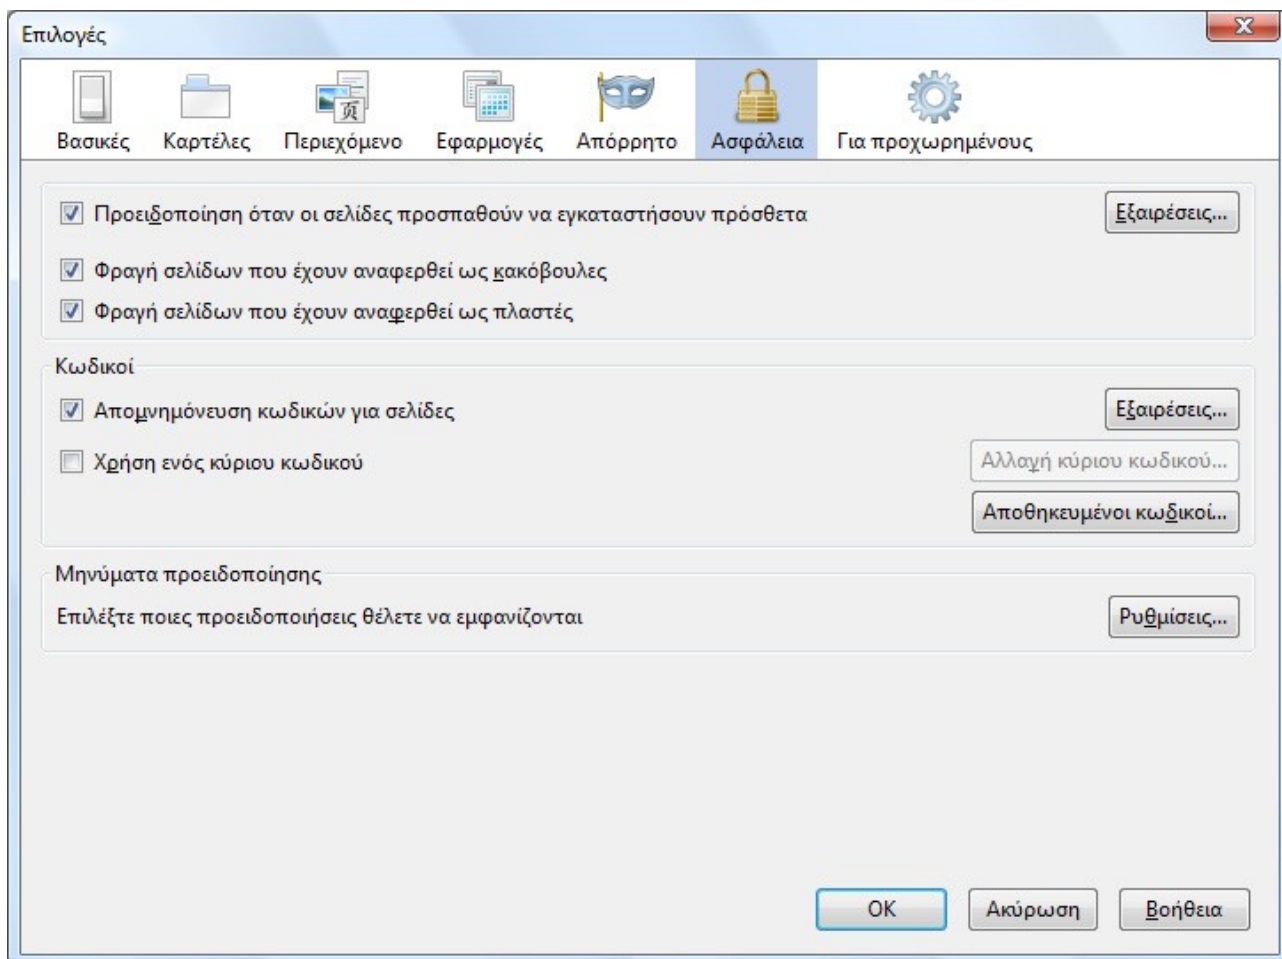 Επιλογές
Βασικές Καρτέλες Περιεχόμενο Εφαρμογές Απόρρητο Ασφάλεια Για προχωρημένους
页
Προειδοποίηση όταν οι σελίδες προσπαθούν να εγκαταστήσουν πρόσθετα Εξαιρέσεις...
Φραγή σελίδων που έχουν αναφερθεί ως κακόβουλες
Φραγή σελίδων που έχουν αναφερθεί ως πλαστές
Κωδικοί
Απομνημόνευση κωδικών για σελίδες Εξαιρέσεις...
Χρήση ενός κύριου κωδικού Αλλαγή κύριου κωδικού...
Αποθηκευμένοι κωδικοί...
Μηνύματα προειδοποίησης
Επιλέξτε ποιες προειδοποιήσεις θέλετε να εμφανίζονται Ρυθμίσεις...
OK Ακύρωση Βοήθεια